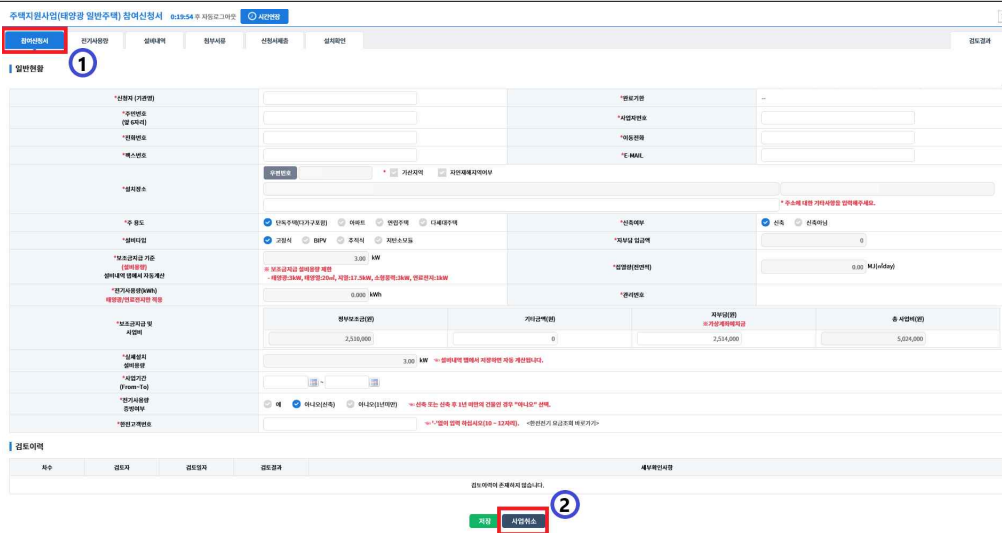 주택지원사업(태양광 일반주택) 참여신청서 0:19:54 후 자동로그아웃 시간연장
참여신청서 전기사용량 설비내역 첨부서류 신청서제출 설치확인 검토결과
1
일반현황
*신청자 (기관명) *완료기한 --
*주민번호
(앞 6자리) *사업자번호
*전화번호 *이동전화
*팩스번호 *E-MAIL
우편번호 * 가산지역 자연재해지역여부
*설치장소
* 주소에 대한 기타사항을 입력해주세요.
*주 용도 단독주택(다가구포함) 아파트 연립주택 다세대주택 *신축여부 신축 신축아님
*설비타입 고정식 BIPV 추적식 저탄소모듈 *자부담 입금액 0
*보조금지급 기준
(설비용량)
설비내역 탭에서 자동계산 3.00 kW
※ 보조금지급 설비용량 제한
- 태양광:3kW, 태양열:20㎡, 지열:17.5kW, 소형풍력:3kW, 연료전지:1kW
*집열량(전면적) 0.00 MJ(㎡day)
*전기사용량(kWh)
태양광/연료전지만 적용 0.000 kWh *관리번호
*보조금지급 및
사업비
정부보조금(원) 기타금액(원) 자부담(원)
※가상계좌예치금 총 사업비(원)
2,510,000 0 2,514,000 5,024,000
*실제설치
설비용량 3.00 kW ☜ 설비내역 탭에서 저장하면 자동 계산됩니다.
*사업기간
(From~To) ~
*전기사용량
증빙여부 예 아니오(신축) 아니오(1년미만) ☜ 신축 또는 신축 후 1년 미만의 건물인 경우 "아니오" 선택.
*한전고객번호 ☜ '-'없이 입력 하십시오(10 ~ 12자리). <한전전기 요금조회 바로가기>
검토이력
차수 검토자 검토일자 검토결과 세부확인사항
검토이력이 존재하지 않습니다.
2
저장 사업취소